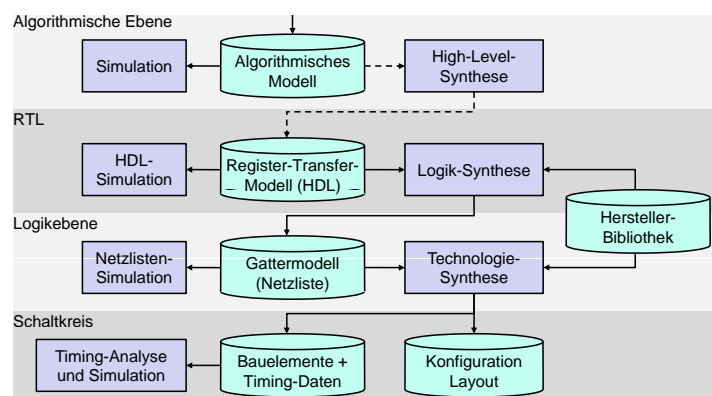 Algorithmische Ebene
Simulation
Algorithmisches
Modell
High-Level-
Synthese
RTL
HDL-
Simulation
Register-Transfer-
Modell (HDL)
Logik-Synthese
Hersteller-
Bibliothek
Logikebene
Netzlisten-
Simulation
Gattermodell
(Netzliste)
Technologie-
Synthese
Schaltkreis
Timing-Analyse
und Simulation
Bauelemente +
Timing-Daten
Konfiguration
Layout